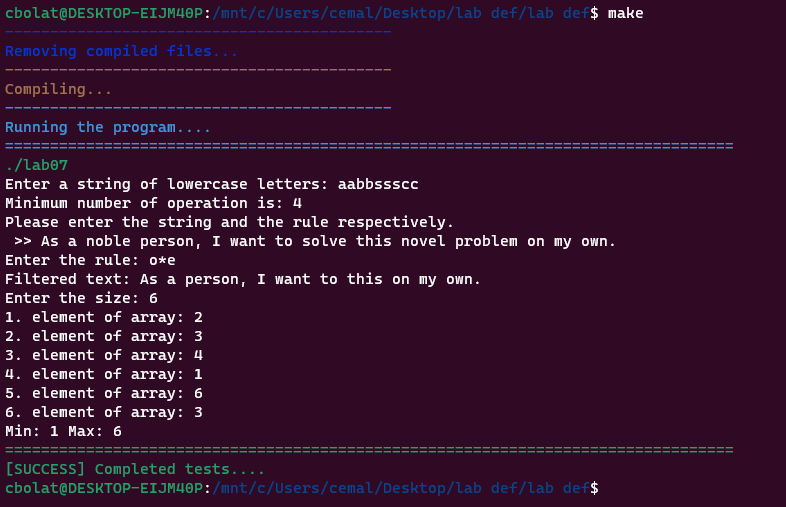 cbolat@DESKTOP-EIJM40P:/mnt/c/Users/cemal/Desktop/lab def/lab def$ make
-------------------------------------------
Removing compiled files...
-------------------------------------------
Compiling...
-------------------------------------------
Running the program....
=================================================================================
./lab07
Enter a string of lowercase letters: aabbssscc
Minimum number of operation is: 4
Please enter the string and the rule respectively.
 >> As a noble person, I want to solve this novel problem on my own.
Enter the rule: o*e
Filtered text: As a person, I want to this on my own.
Enter the size: 6
1. element of array: 2
2. element of array: 3
3. element of array: 4
4. element of array: 1
5. element of array: 6
6. element of array: 3
Min: 1 Max: 6
=================================================================================
[SUCCESS] Completed tests....
cbolat@DESKTOP-EIJM40P:/mnt/c/Users/cemal/Desktop/lab def/lab def$